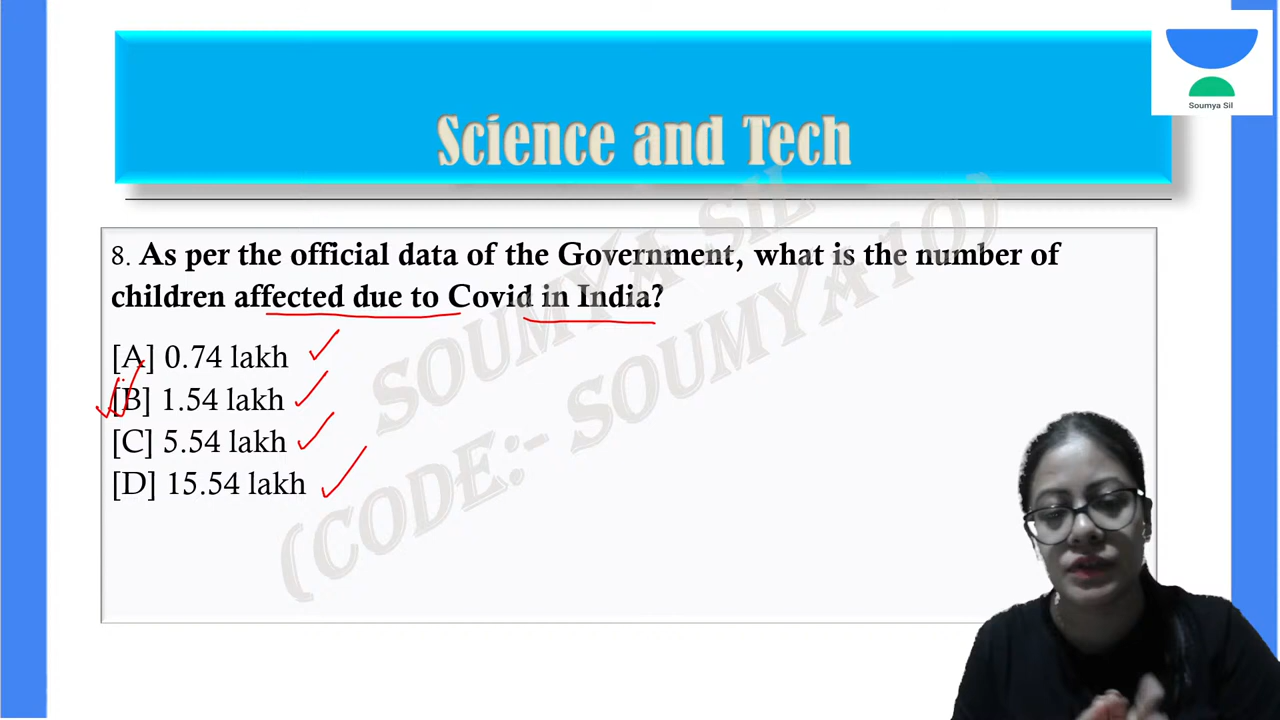 Soumya Sil
Science and Tech
8. As per the official data of the Government, what is the number of
children affected due to Covid in India?
[A] 0.74 lakh
[B] 1.54 lakh
[C] 5.54 lakh
[D] 15.54 lakh
SOUMYA SIL
(CODE:- SOUMYA10)